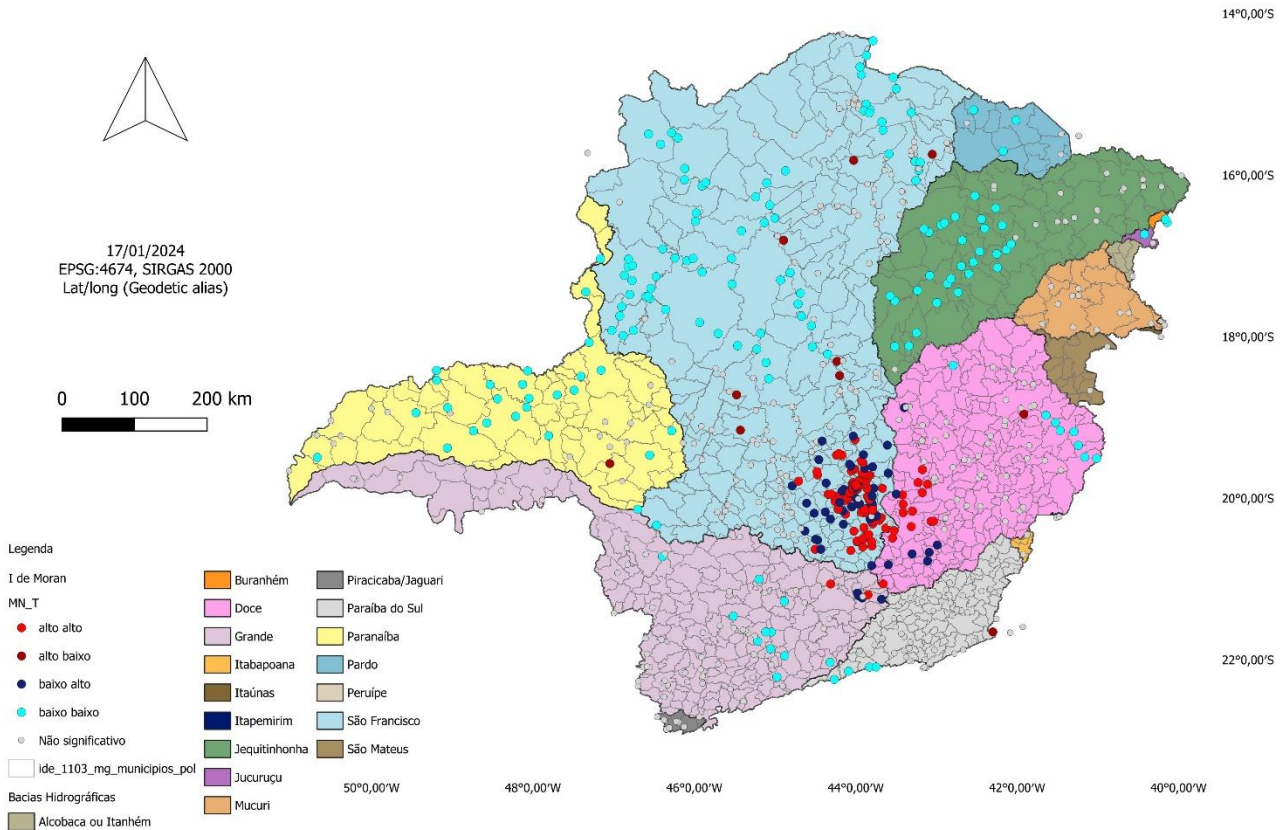 14°0,00'S
16°0,00'S
17/01/2024
EPSG:4674, SIRGAS 2000
Lat/long (Geodetic alias)
18°0,00'S
0 100 200 km
20°0,00'S
22°0,00'S
50°0,00'W 48°0,00'W 46°0,00'W 44°0,00'W 42°0,00'W 40°0,00'W
Legenda
I de Moran
MN_T
alto alto
alto baixo
baixo alto
baixo baixo
Não significativo
ide_1103_mg_municipios_pol
Bacias Hidrográficas
Alcobaca ou Itanhém
Buranhém
Doce
Grande
Itabapoana
Itaúnas
Itapemirim
Jequitinhonha
Jucuruçu
Mucuri
Piracicaba/Jaguari
Paraíba do Sul
Paranaíba
Pardo
Peruípe
São Francisco
São Mateus